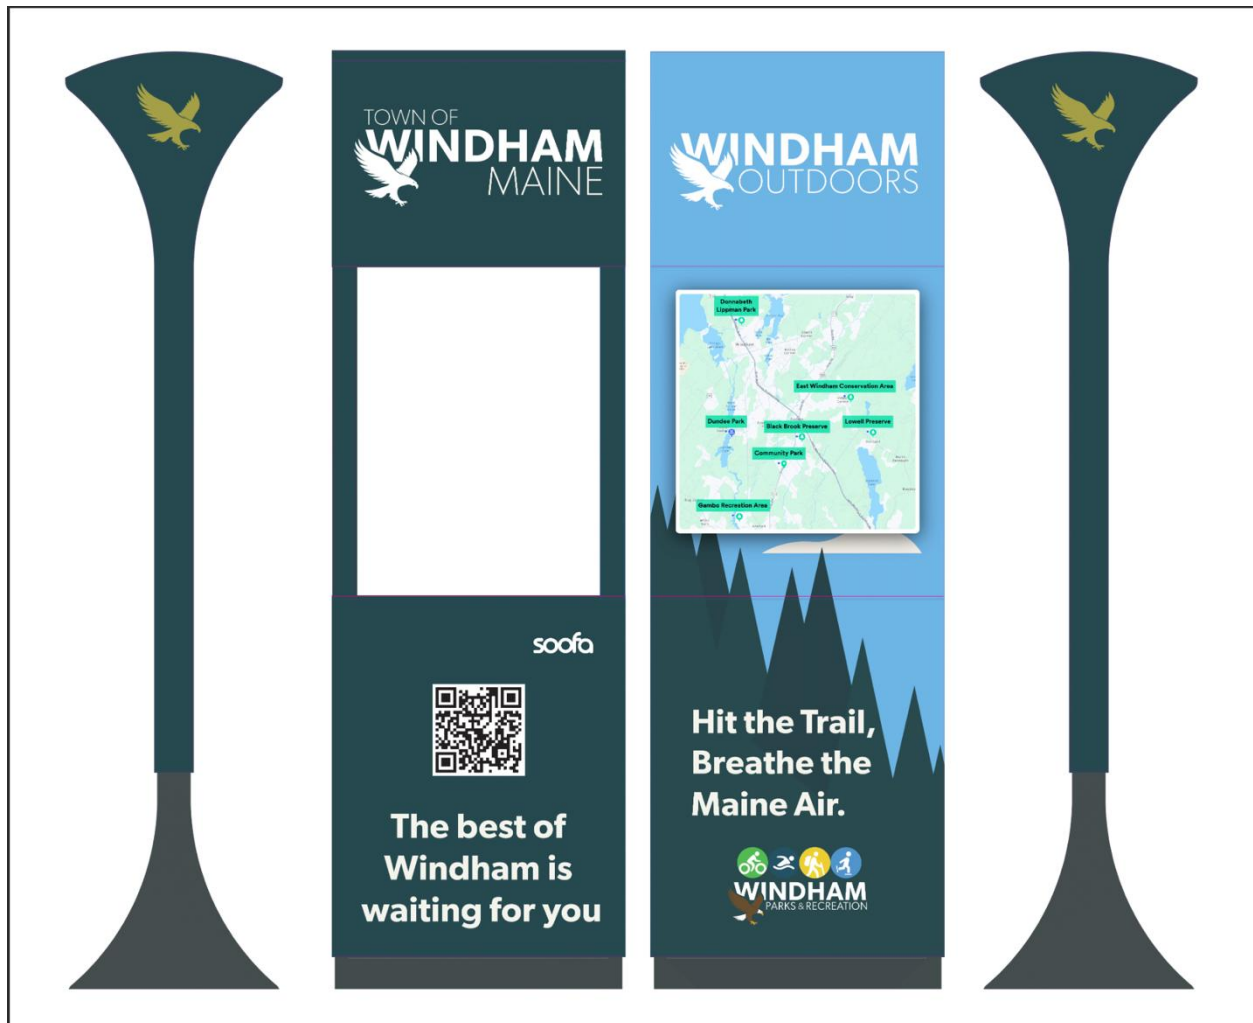 TOWN OF
WINDHAM
MAINE
soofa
The best of
Windham is
waiting for you
WINDHAM
OUTDOORS
Donnabeth
Lippman Park
East Windham Conservation Area
Dundee Park
Black Brook Preserve
Lowell Preserve
Community Park
Gambo Recreation Area
Hit the Trail,
Breathe the
Maine Air.
WINDHAM
PARKS & RECREATION